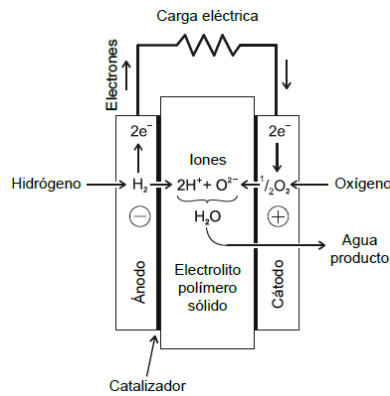 Carga eléctrica
Electrones
2e⁻
2e⁻
Iones
Hidrógeno
H₂
2H⁺ + O²⁻
¹/₂O₂
Oxígeno
H₂O
−
+
Agua
producto
Ánodo
Electrolito
polímero
sólido
Cátodo
Catalizador